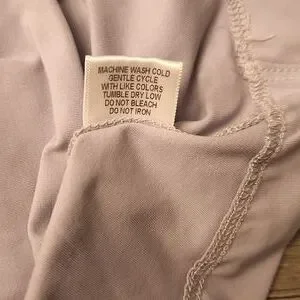 MACHINE WASH COLD
GENTLE CYCLE
WITH LIKE COLORS
TUMBLE DRY LOW
DO NOT BLEACH
DO NOT IRON